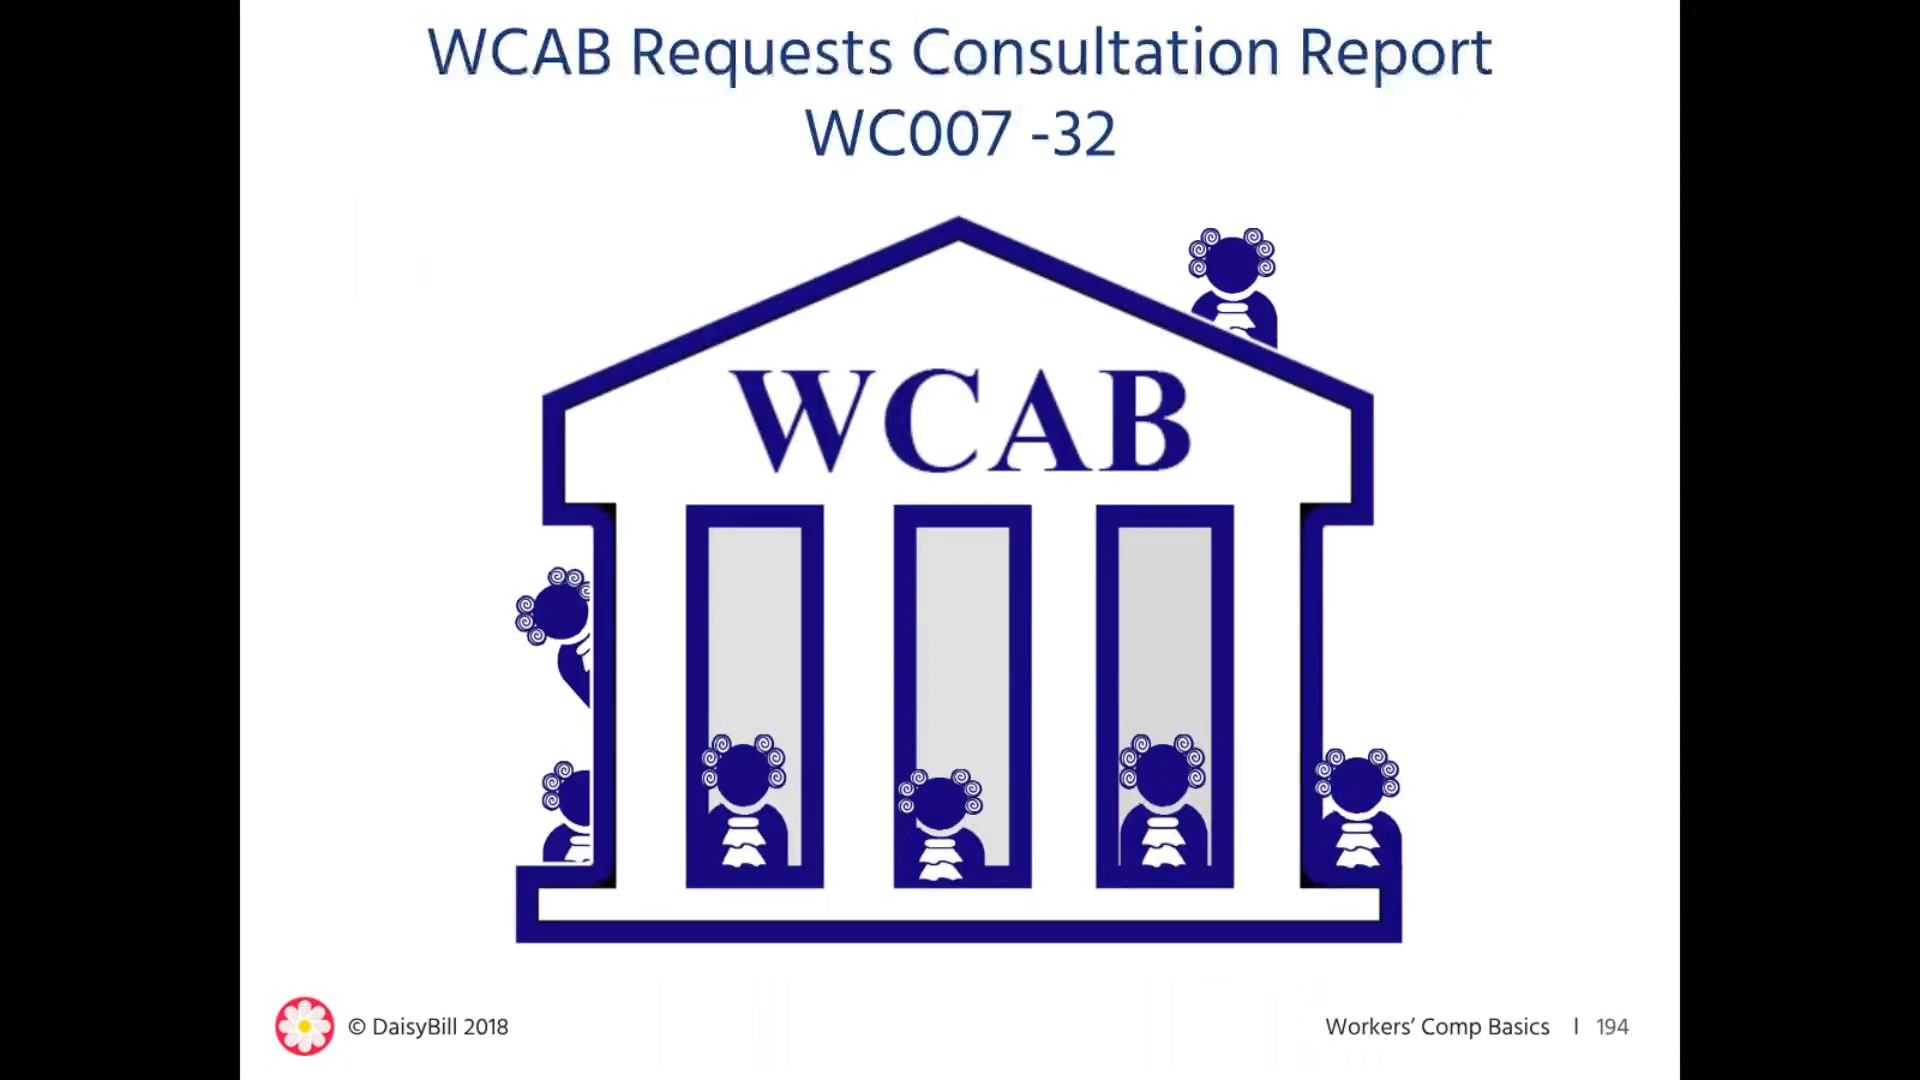 WCAB Requests Consultation Report
WC007 -32
WCAB
© DaisyBill 2018
Workers’ Comp Basics | 194